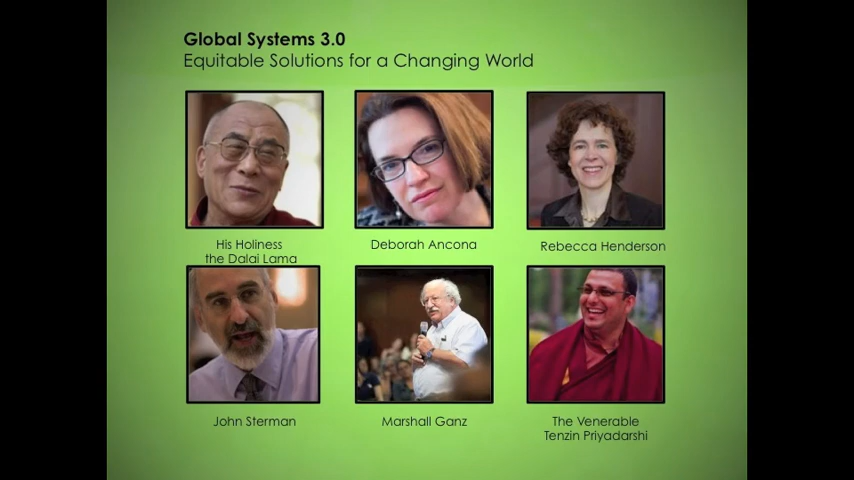 Global Systems 3.0
Equitable Solutions for a Changing World
His Holiness
the Dalai Lama
Deborah Ancona
Rebecca Henderson
John Sterman
Marshall Ganz
The Venerable
Tenzin Priyadarshi